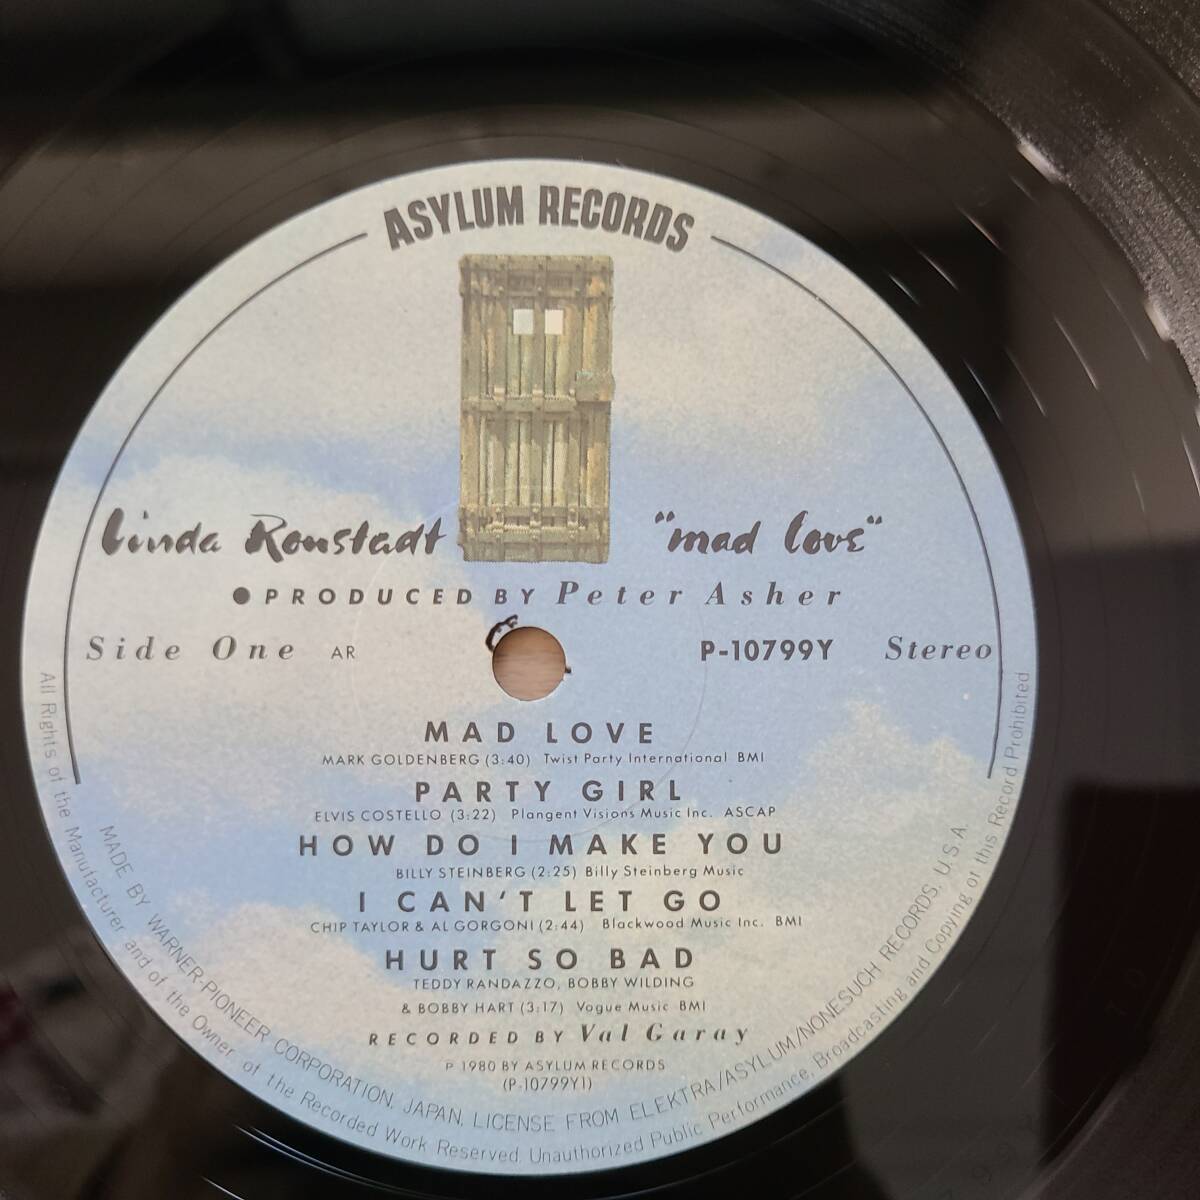 ASYLUM RECORDS
Linda Ronstadt "mad love"
● PRODUCED BY Peter Asher
Side One AR P-10799Y Stereo
MAD LOVE
MARK GOLDENBERG (3:40) Twist Party International BMI
PARTY GIRL
ELVIS COSTELLO (3:22) Plangent Visions Music Inc. ASCAP
HOW DO I MAKE YOU
BILLY STEINBERG (2:25) Billy Steinberg Music
I CAN'T LET GO
CHIP TAYLOR & AL GORGONI (2:44) Blackwood Music Inc. BMI
HURT SO BAD
TEDDY RANDAZZO, BOBBY WILDING
& BOBBY HART (3:17) Vogue Music BMI
RECORDED BY Val Garay
P 1980 BY ASYLUM RECORDS
(P-10799Y1)
MADE BY WARNER-PIONEER CORPORATION, JAPAN, LICENSE FROM ELEKTRA/ASYLUM/NONESUCH RECORDS, U.S.A.
All Rights of the Manufacturer and of the Owner of the Recorded Work Reserved. Unauthorized Public Performance, Broadcasting and Copying of this Record Prohibited